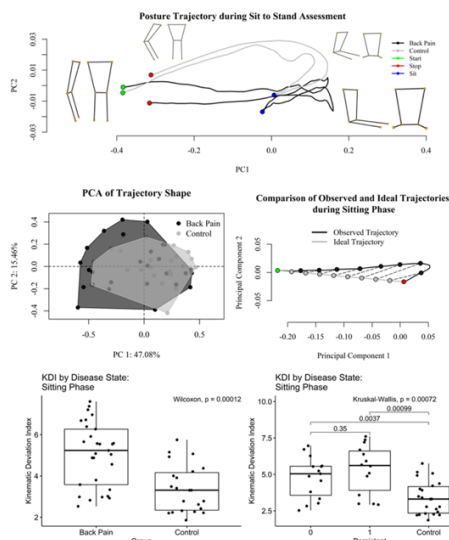 Posture Trajectory during Sit to Stand Assessment
Back Pain
Control
Start
Stop
Sit
PC2
0.03
0.01
-0.01
-0.03
-0.4
-0.2
0.0
0.2
0.4
PC1
PCA of Trajectory Shape
Back Pain
Control
PC 2: 15.46%
0.4
0.2
0.0
-0.2
-0.4
-0.5
0.0
0.5
PC 1: 47.08%
Comparison of Observed and Ideal Trajectories
during Sitting Phase
Observed Trajectory
Ideal Trajectory
Principal Component 2
0.05
0.00
-0.05
-0.20
-0.15
-0.10
-0.05
0.00
0.05
Principal Component 1
KDI by Disease State:
Sitting Phase
Wilcoxon, p = 0.00012
Kinematic Deviation Index
6
4
2
Back Pain
Control
KDI by Disease State:
Sitting Phase
Kruskal-Wallis, p = 0.00072
0.00099
0.0037
0.35
Kinematic Deviation Index
10.0
7.5
5.0
2.5
0
1
Control